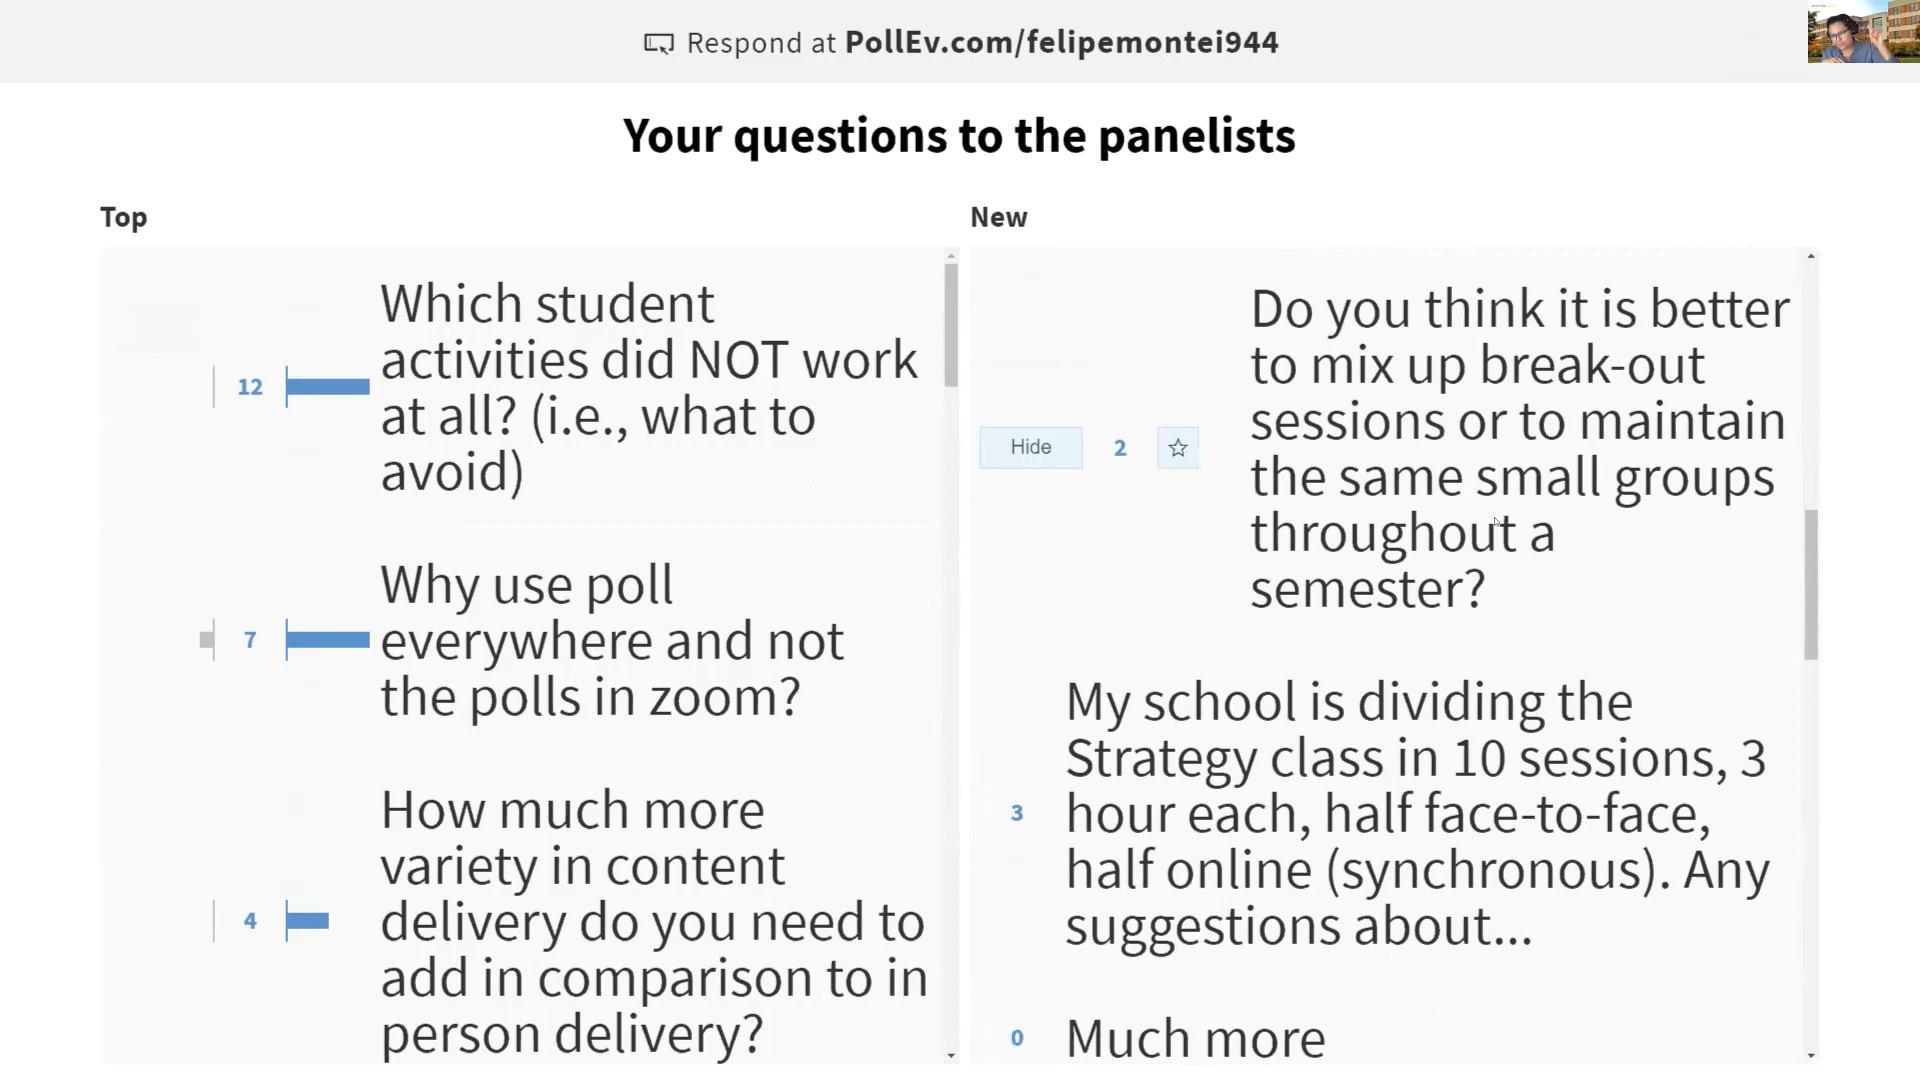 Respond at PollEv.com/felipemontei944
Your questions to the panelists
Top
12
Which student
activities did NOT work
at all? (i.e., what to
avoid)
7
Why use poll
everywhere and not
the polls in zoom?
4
How much more
variety in content
delivery do you need to
add in comparison to in
person delivery?
New
Hide
2
Do you think it is better
to mix up break-out
sessions or to maintain
the same small groups
throughout a
semester?
3
My school is dividing the
Strategy class in 10 sessions, 3
hour each, half face-to-face,
half online (synchronous). Any
suggestions about...
0
Much more